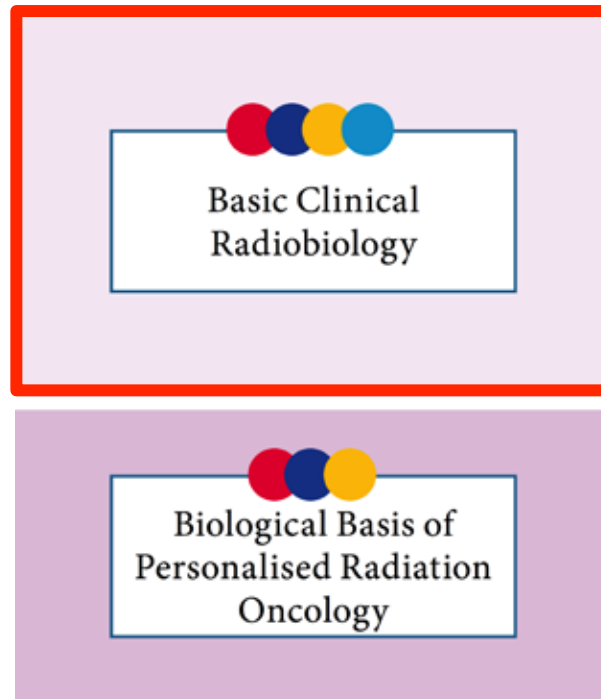 Basic Clinical
Radiobiology
Biological Basis of
Personalised Radiation
Oncology